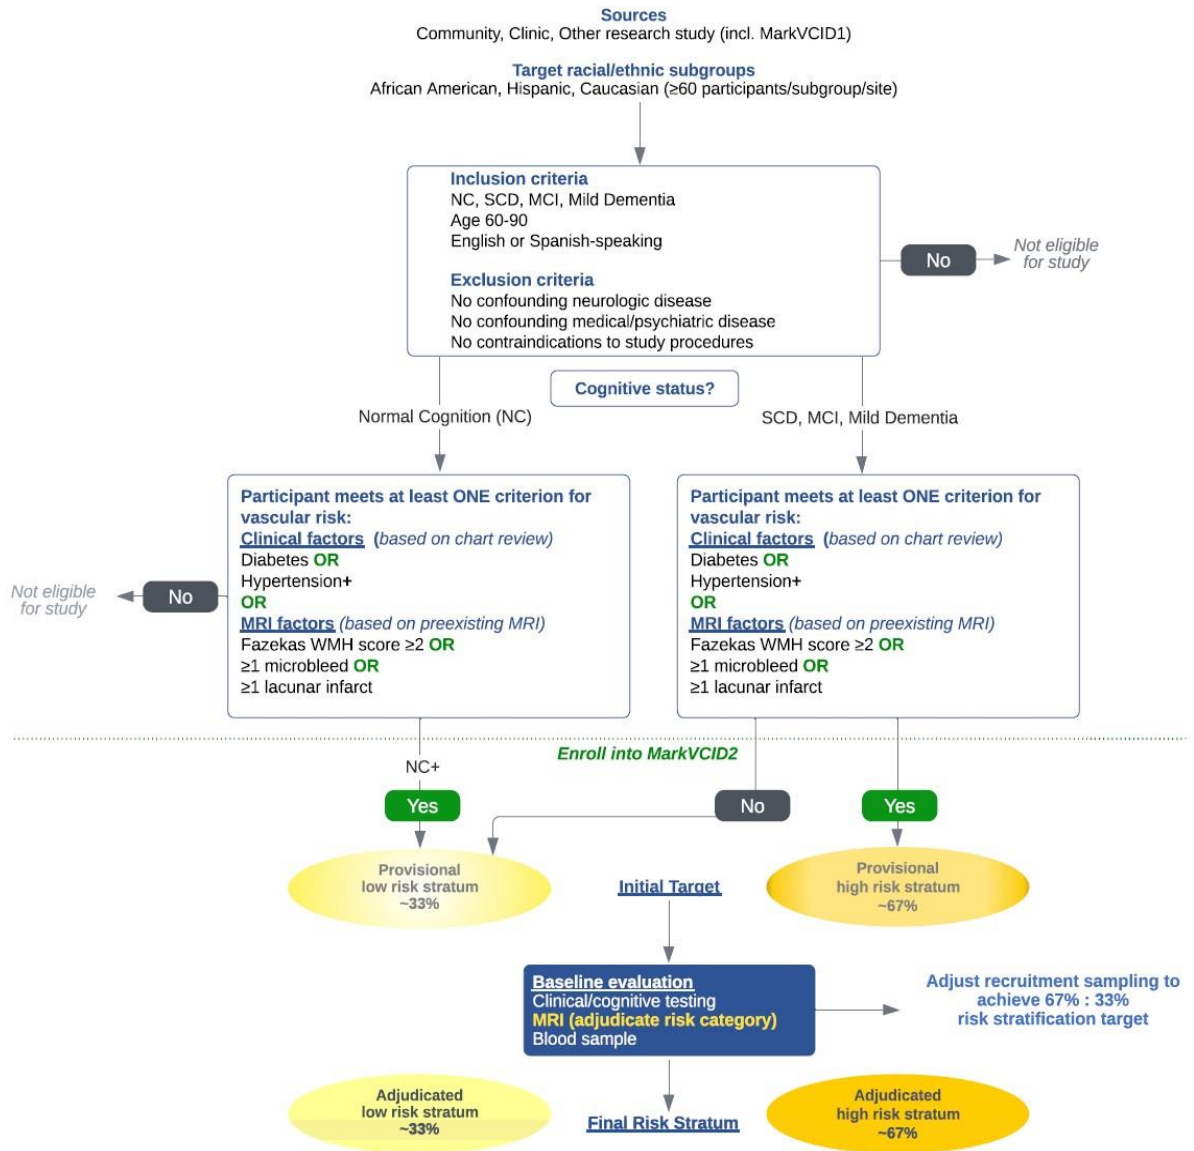 Sources
Community, Clinic, Other research study (incl. MarkVCID1)
Target racial/ethnic subgroups
African American, Hispanic, Caucasian (≥60 participants/subgroup/site)
Inclusion criteria
NC, SCD, MCI, Mild Dementia
Age 60-90
English or Spanish-speaking
Exclusion criteria
No confounding neurologic disease
No confounding medical/psychiatric disease
No contraindications to study procedures
No
Not eligible
for study
Cognitive status?
Normal Cognition (NC)
SCD, MCI, Mild Dementia
Participant meets at least ONE criterion for
vascular risk:
Clinical factors (based on chart review)
Diabetes OR
Hypertension+
OR
MRI factors (based on preexisting MRI)
Fazekas WMH score ≥2 OR
≥1 microbleed OR
≥1 lacunar infarct
No
Not eligible
for study
Participant meets at least ONE criterion for
vascular risk:
Clinical factors (based on chart review)
Diabetes OR
Hypertension+
OR
MRI factors (based on preexisting MRI)
Fazekas WMH score ≥2 OR
≥1 microbleed OR
≥1 lacunar infarct
Enroll into MarkVCID2
NC+
Yes
No
Yes
Provisional
low risk stratum
~33%
Initial Target
Provisional
high risk stratum
~67%
Baseline evaluation
Clinical/cognitive testing
MRI (adjudicate risk category)
Blood sample
Adjust recruitment sampling to
achieve 67% : 33%
risk stratification target
Adjudicated
low risk stratum
~33%
Final Risk Stratum
Adjudicated
high risk stratum
~67%